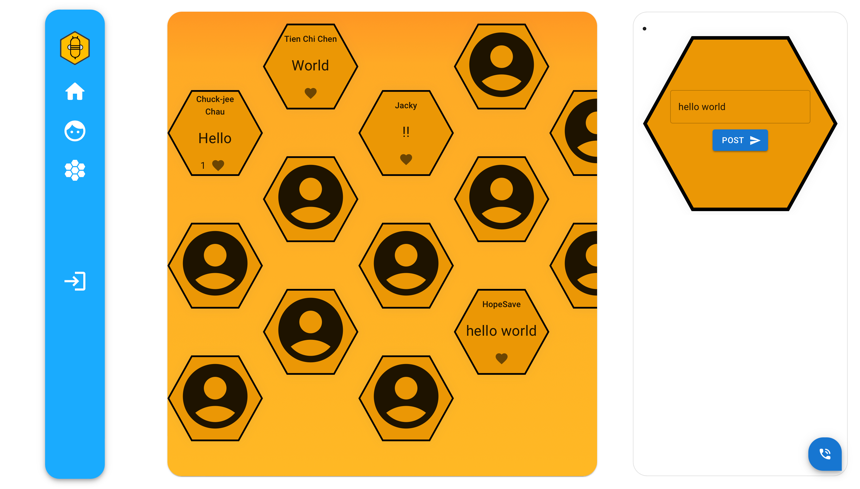 Tien Chi Chen
World
Chuck-jee
Chau
Hello
1
Jacky
!!
HopeSave
hello world
hello world
POST